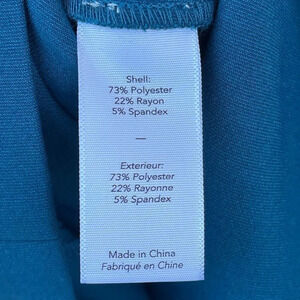 Shell:
73% Polyester
22% Rayon
5% Spandex
—
Exterieur:
73% Polyester
22% Rayonne
5% Spandex
Made in China
Fabriqué en Chine